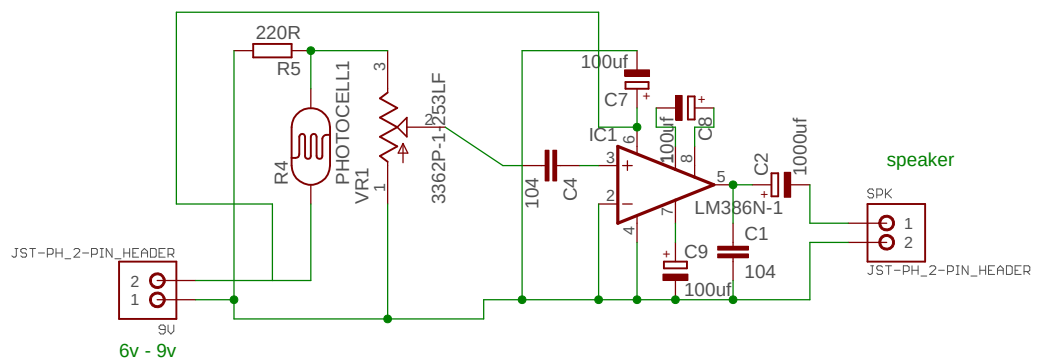 220R
R5
3
PHOTOCELL1
R4
VR1
2
3362P-1-253LF
1
100uf
C7
+
100uf
+
C8
IC1
6
1
8
3
+
2
−
4
7
5
LM386N-1
104
C4
C2
+
1000uf
speaker
SPK
1
2
JST-PH_2-PIN_HEADER
+
C9
100uf
C1
104
JST-PH_2-PIN_HEADER
2
1
9V
6v - 9v